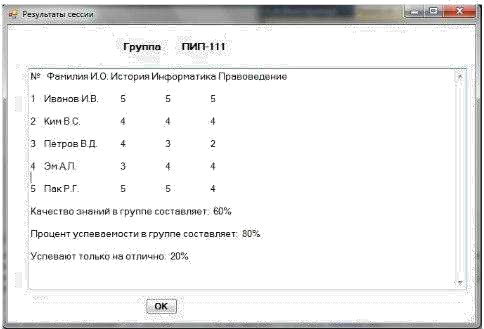 Результаты сессии
Группа ПИП-111
№ Фамилия И.О. История Информатика Правоведение
1 Иванов И.В. 5 5 5
2 Ким В.С. 4 4 4
3 Петров В.Д. 4 3 2
4 Эм А.Л. 3 4 4
5 Пак Р.Г. 5 5 4
Качество знаний в группе составляет: 60%
Процент успеваемости в группе составляет: 80%
Успевают только на отлично: 20%
OK